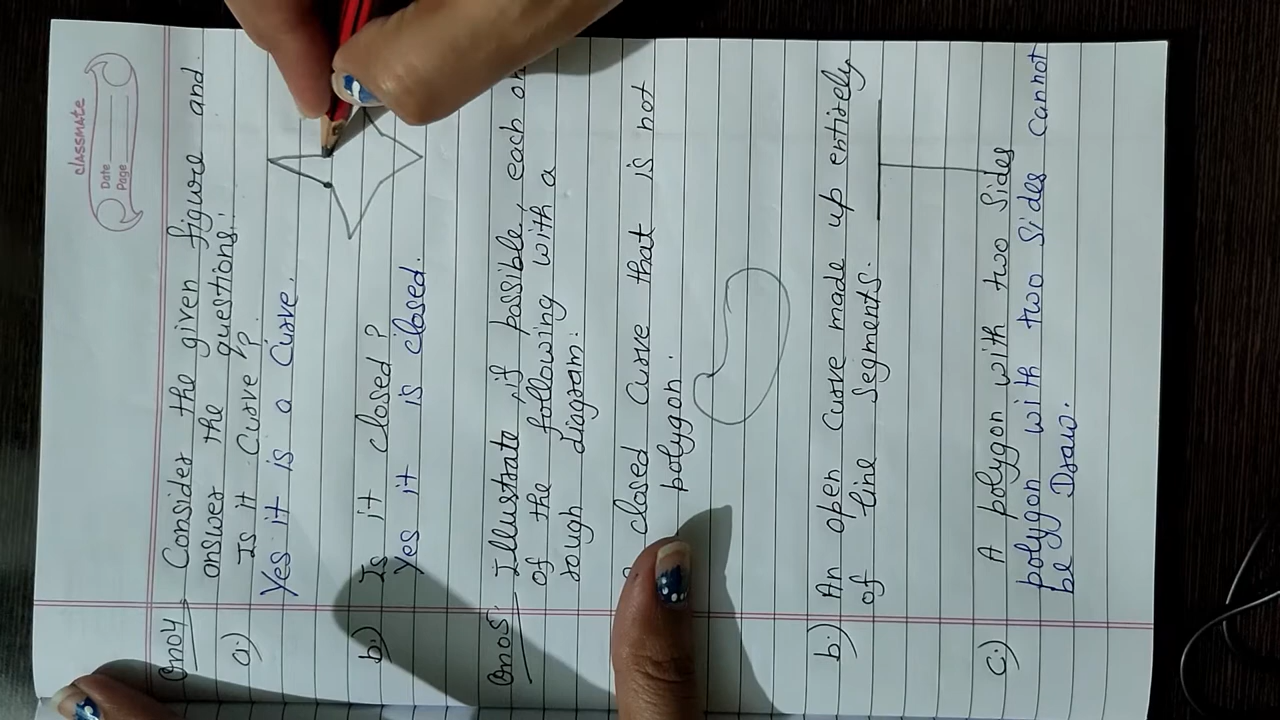 classmate
Date
Page
Qno4 Consider the given figure and
answer the questions:
a.) Is it Curve?
Yes it is a Curve.
b.) Is it closed?
Yes it is closed.
Qno5. Illustrate, if possible, each on
of the following with a
rough diagram:
closed Curve that is not
polygon.
b.) An open Curve made up entirely
of line segments.
c.) A polygon with two sides
polygon with two sides cannot
be Draw.